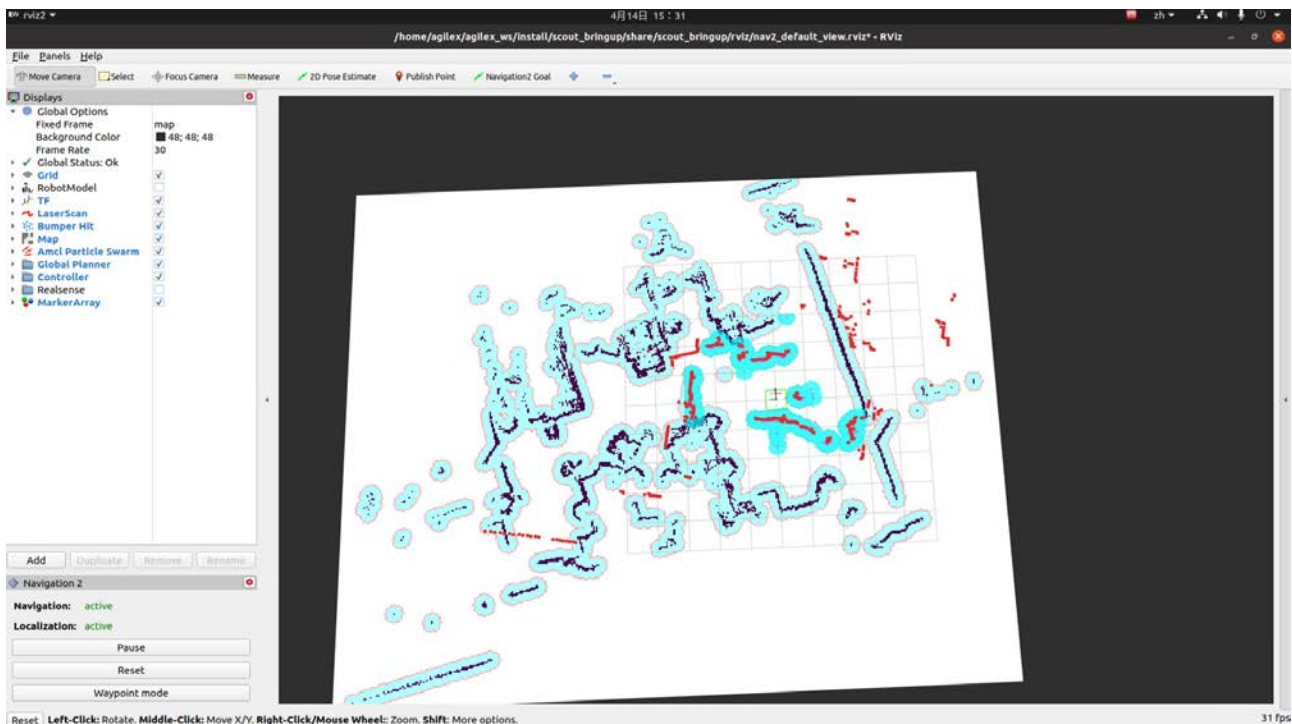 rviz2
4月14日 15：31
zh
/home/agilex/agilex_ws/install/scout_bringup/share/scout_bringup/rviz/nav2_default_view.rviz* - RViz
File Panels Help
Move Camera Select Focus Camera Measure 2D Pose Estimate Publish Point Navigation2 Goal
Displays
Global Options
Fixed Frame map
Background Color 48; 48; 48
Frame Rate 30
Global Status: Ok
Grid
RobotModel
TF
LaserScan
Bumper Hit
Map
Amcl Particle Swarm
Global Planner
Controller
Realsense
MarkerArray
Add Duplicate Remove Rename
Navigation 2
Navigation: active
Localization: active
Pause
Reset
Waypoint mode
Reset Left-Click: Rotate. Middle-Click: Move X/Y. Right-Click/Mouse Wheel:: Zoom. Shift: More options. 31 fps